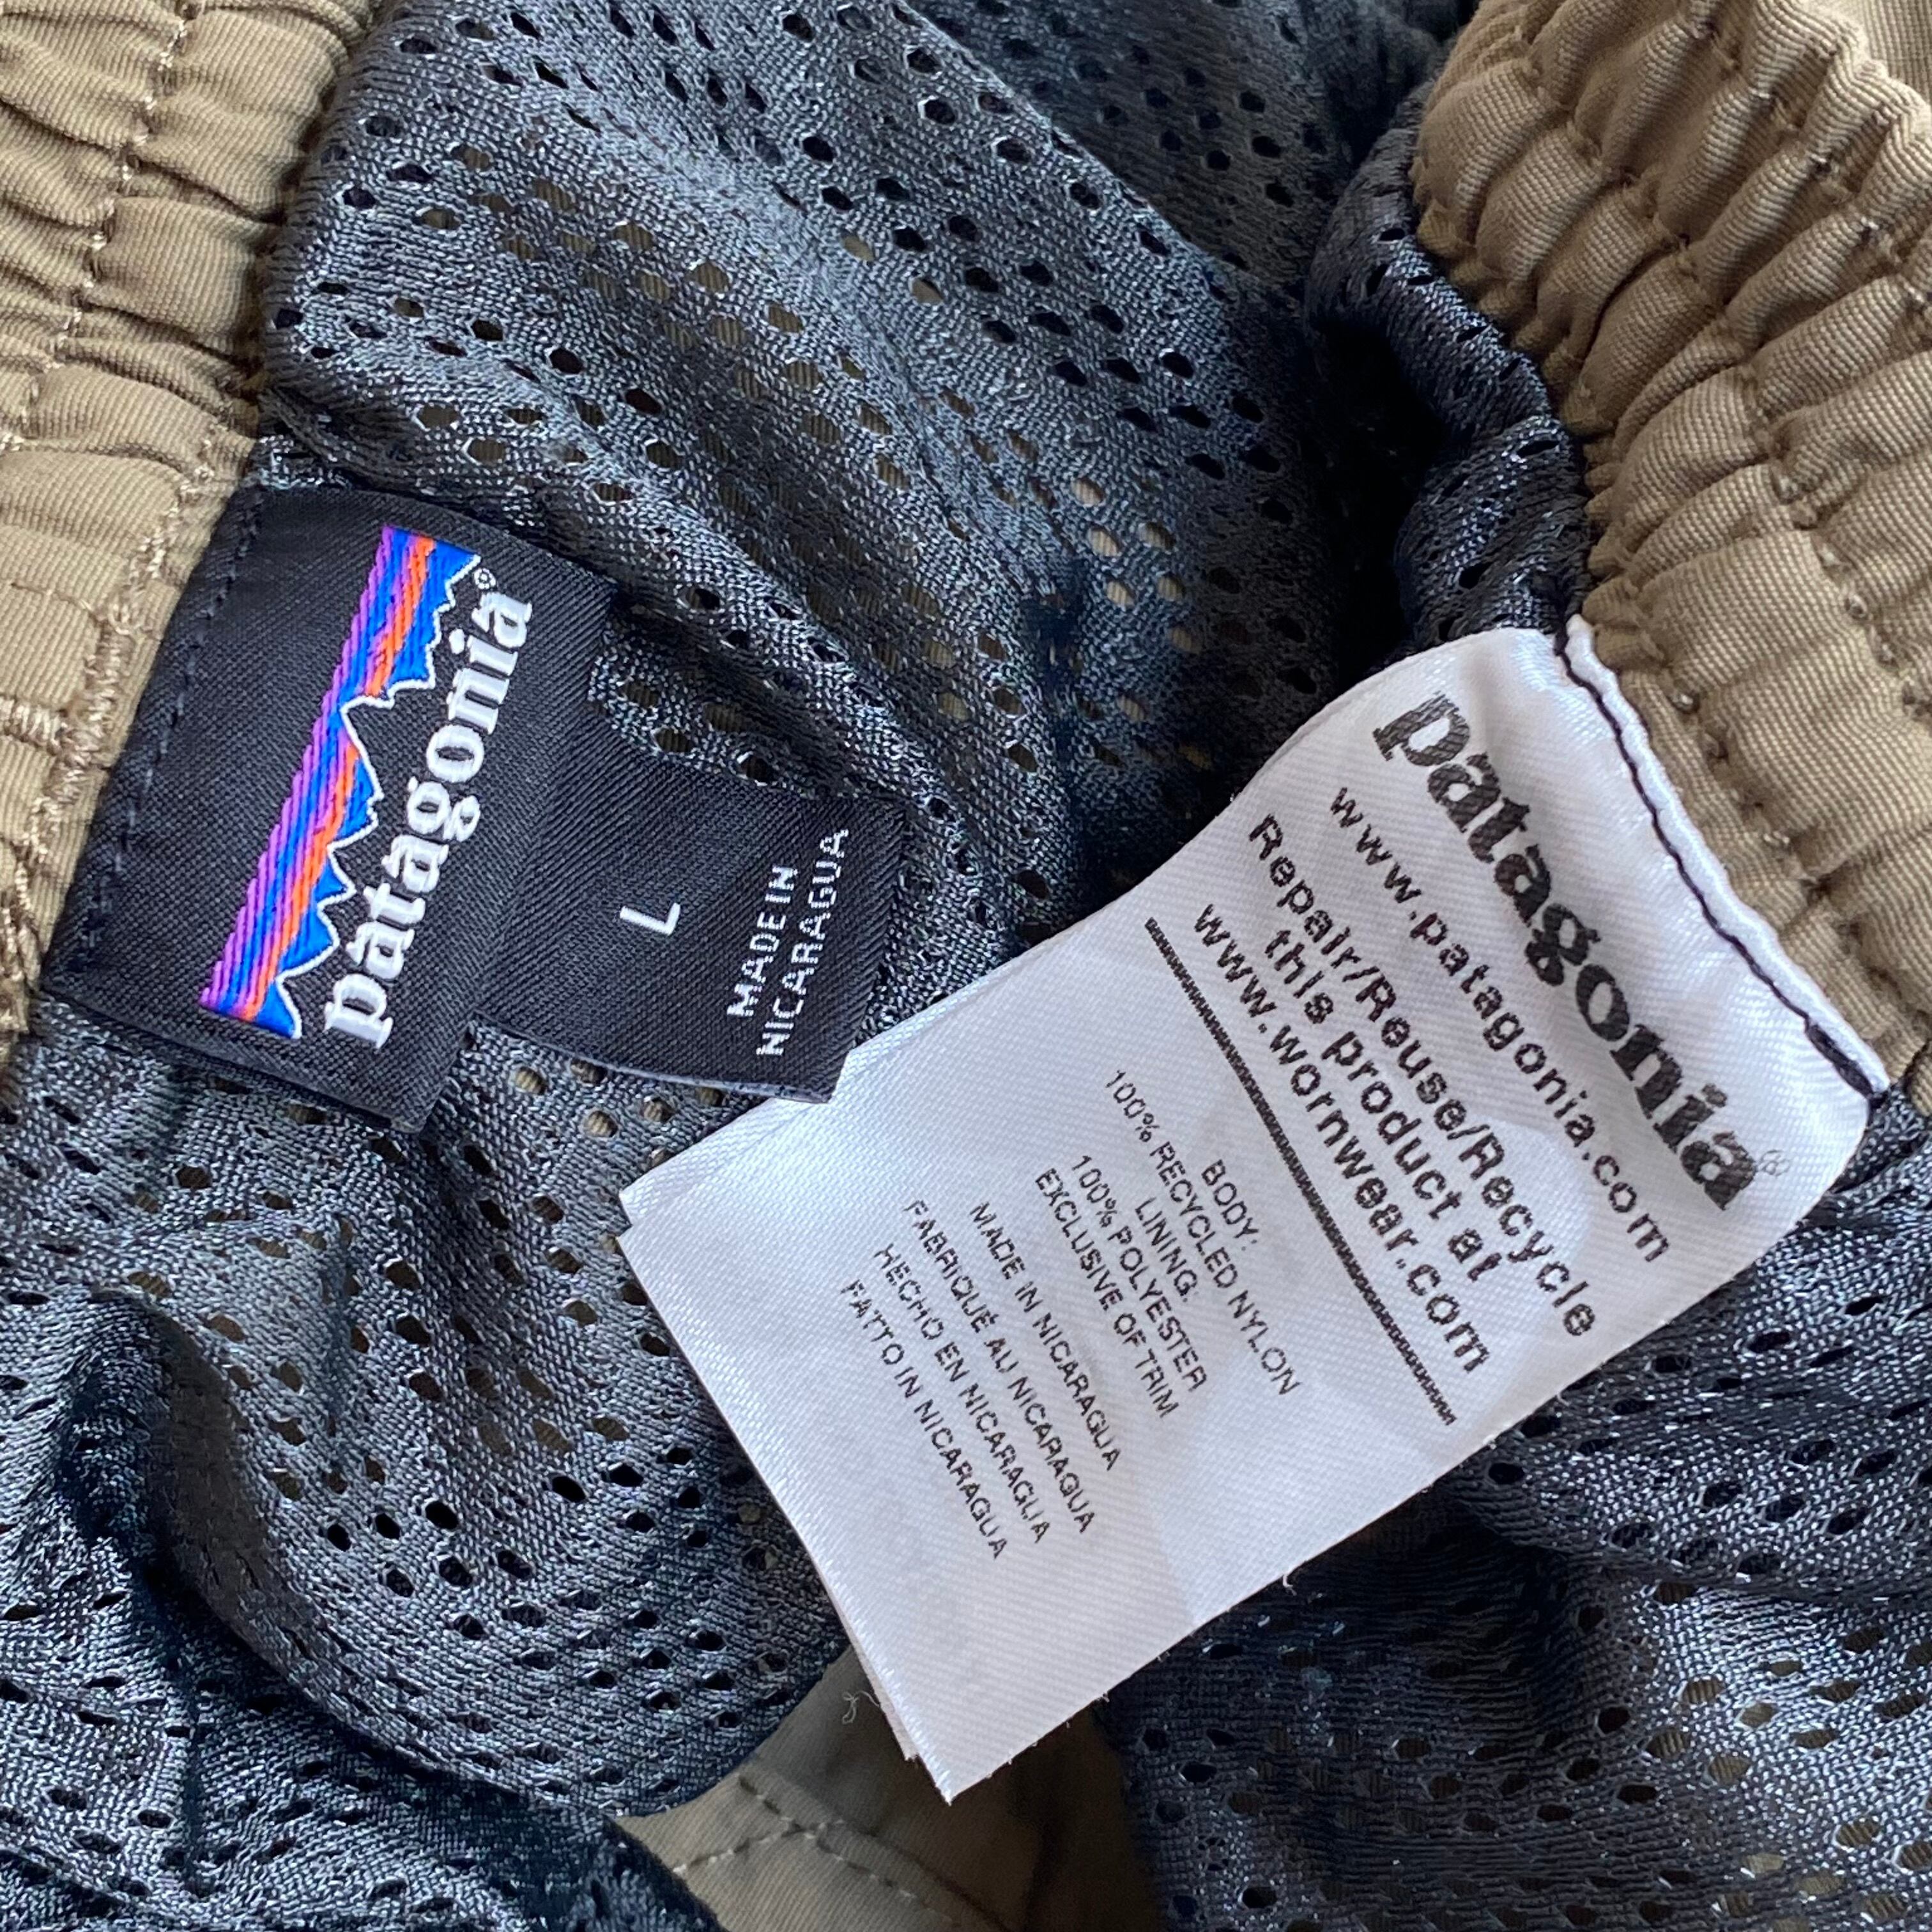 patagonia®
L
MADE IN
NICARAGUA
patagonia®
www.patagonia.com
Repair/Reuse/Recycle
this product at
www.wornwear.com
BODY:
100% RECYCLED NYLON
LINING:
100% POLYESTER
EXCLUSIVE OF TRIM
MADE IN NICARAGUA
FABRIQUÉ AU NICARAGUA
HECHO EN NICARAGUA
FATTO IN NICARAGUA